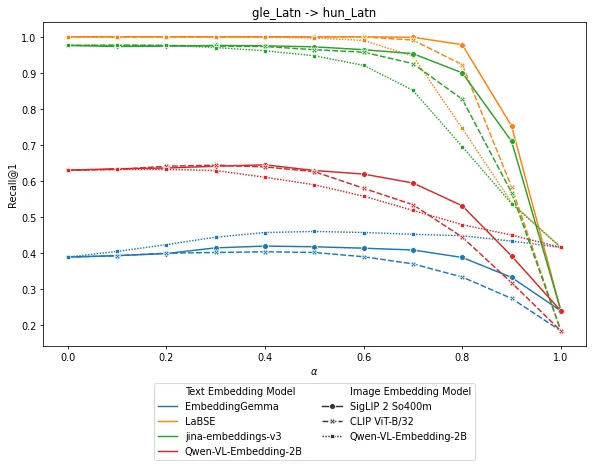 gle_Latn -> hun_Latn
Recall@1
1.0
0.9
0.8
0.7
0.6
0.5
0.4
0.3
0.2
0.0 0.2 0.4 0.6 0.8 1.0
α
Text Embedding Model
EmbeddingGemma
LaBSE
jina-embeddings-v3
Qwen-VL-Embedding-2B
Image Embedding Model
SigLIP 2 So400m
CLIP ViT-B/32
Qwen-VL-Embedding-2B